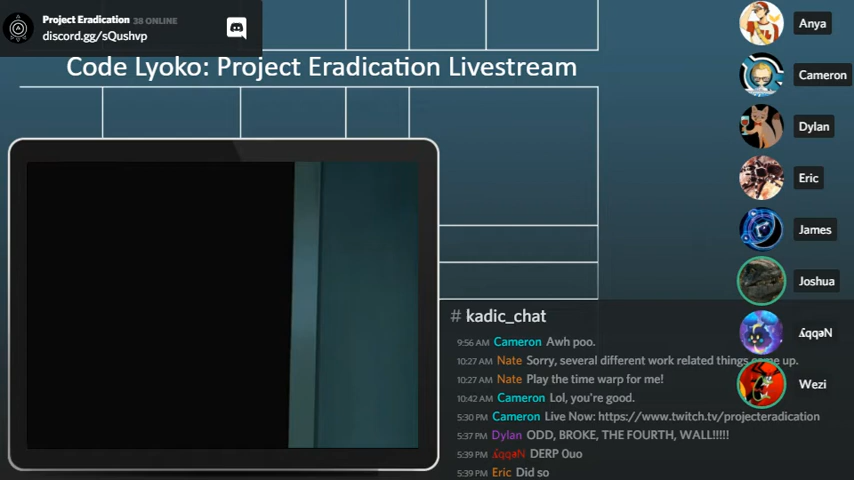 Project Eradication 38 ONLINE
discord.gg/sQushvp
Code Lyoko: Project Eradication Livestream
Anya
Cameron
Dylan
Eric
James
Joshua
ʎqqɐN
Wezi
# kadic_chat
9:56 AM Cameron Awh poo.
10:27 AM Nate Sorry, several different work related things came up.
10:27 AM Nate Play the time warp for me!
10:42 AM Cameron Lol, you're good.
5:30 PM Cameron Live Now: https://www.twitch.tv/projecteradication
5:37 PM Dylan ODD, BROKE, THE FOURTH, WALL!!!!!
5:39 PM ʎqqɐN DERP 0uo
5:39 PM Eric Did so